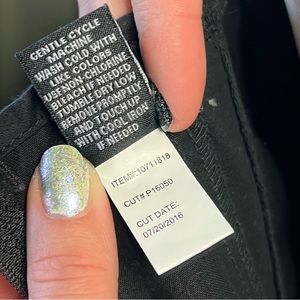 GENTLE CYCLE
MACHINE
WASH COLD WITH
LIKE COLORS
USE NON-CHLORINE
BLEACH IF NEEDED
TUMBLE DRY LOW
REMOVE PROMPTLY
AND TOUCH UP
WITH COOL IRON
IF NEEDED
ITEM#:10711818
CUT# P16050
CUT DATE:
07/20/2016